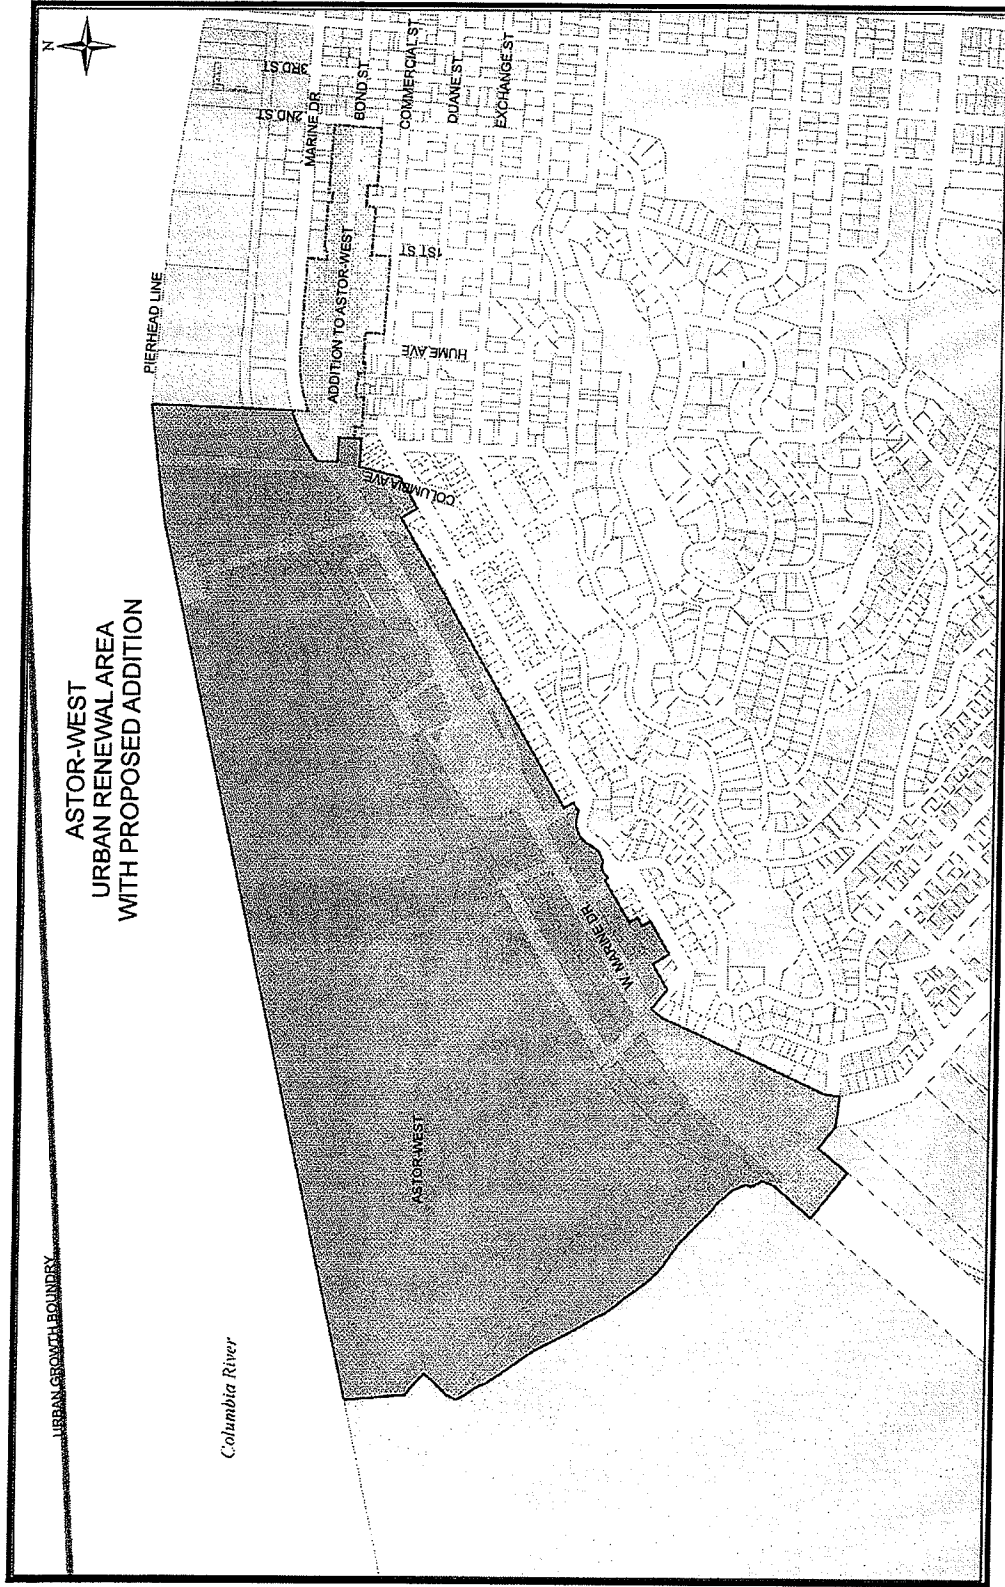 ASTOR-WEST
URBAN RENEWAL AREA
WITH PROPOSED ADDITION
N
URBAN GROWTH BOUNDRY
Columbia River
PIERHEAD LINE
3RD ST
2ND ST
MARINE DR
BOND ST
COMMERCIAL ST
DUANE ST
EXCHANGE ST
ADDITION TO ASTOR-WEST
1ST ST
HUME AVE
COLUMBIA AVE
W. MARINE DR
ASTOR-WEST